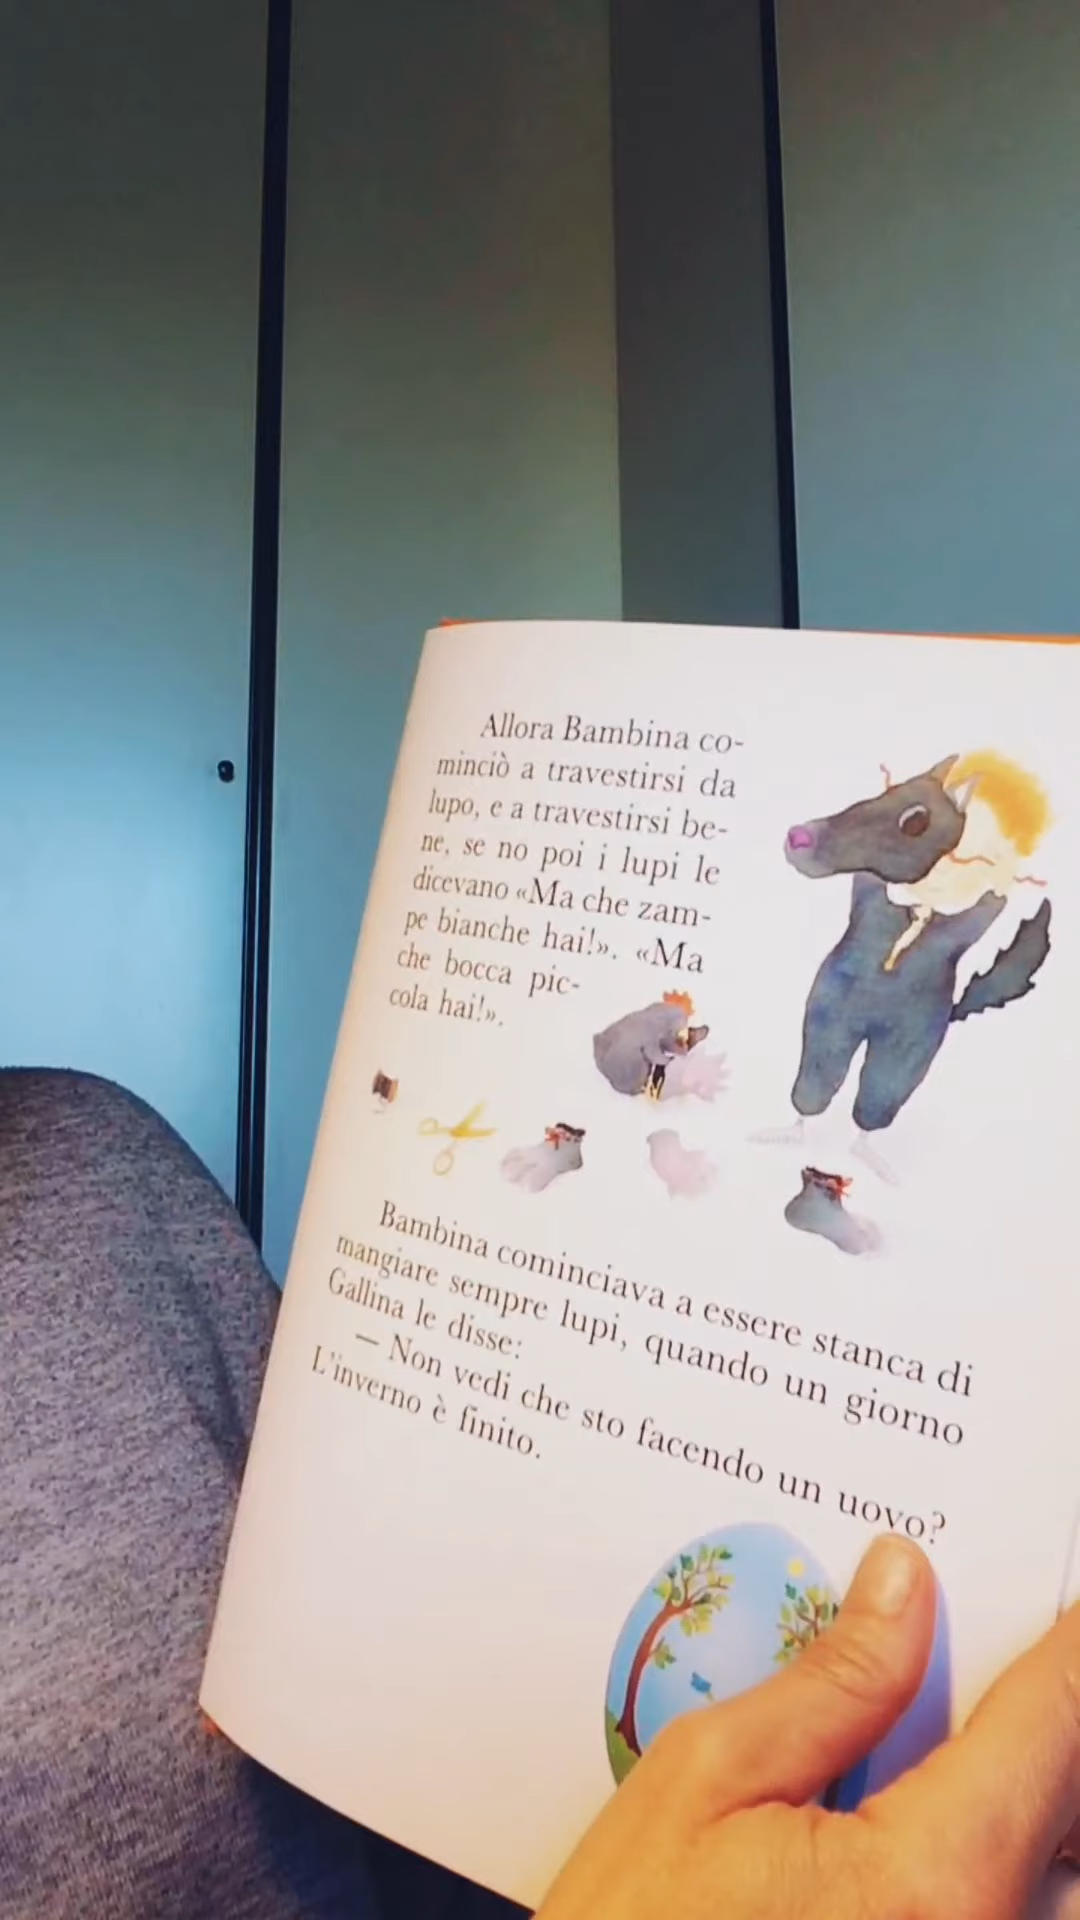 Allora Bambina co-
minciò a travestirsi da
lupo, e a travestirsi be-
ne, se no poi i lupi le
dicevano «Ma che zam-
pe bianche hai!». «Ma
che bocca pic-
cola hai!».
Bambina cominciava a essere stanca di
mangiare sempre lupi, quando un giorno
Gallina le disse:
— Non vedi che sto facendo un uovo?
L'inverno è finito.